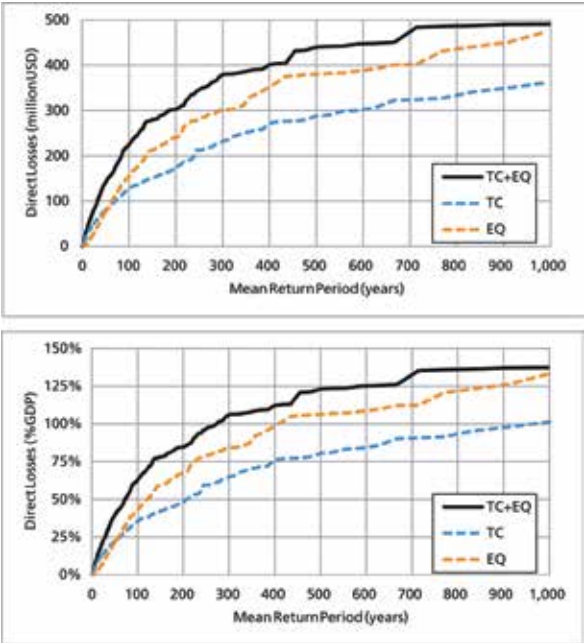 500
400
300
200
100
0
Direct Losses (million USD)
TC+EQ
TC
EQ
0 100 200 300 400 500 600 700 800 900 1,000
Mean Return Period (years)
150%
125%
100%
75%
50%
25%
0%
Direct Losses (%GDP)
TC+EQ
TC
EQ
0 100 200 300 400 500 600 700 800 900 1,000
Mean Return Period (years)